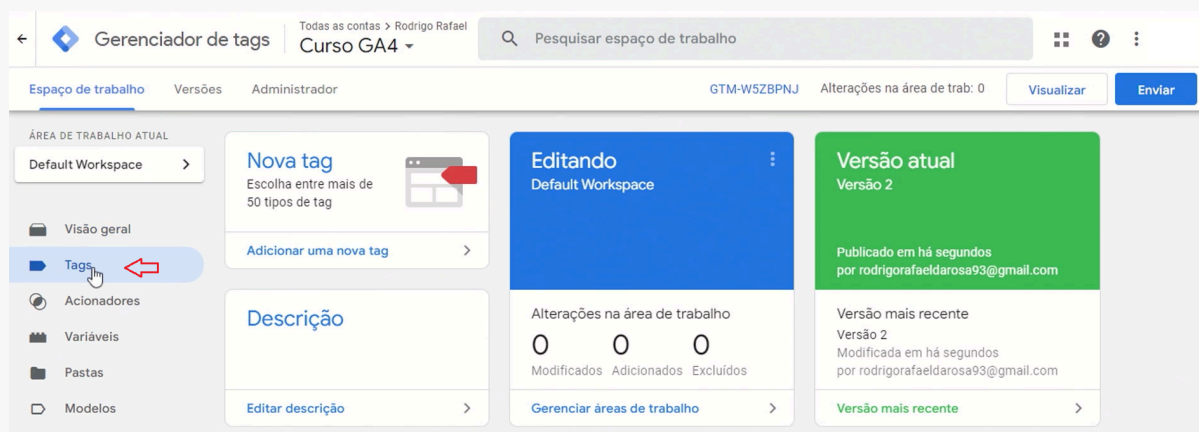 Gerenciador de tags
Todas as contas > Rodrigo Rafael
Curso GA4
Pesquisar espaço de trabalho
Espaço de trabalho
Versões
Administrador
GTM-W5ZBPNJ
Alterações na área de trab: 0
Visualizar
Enviar
ÁREA DE TRABALHO ATUAL
Default Workspace
Visão geral
Tags
Acionadores
Variáveis
Pastas
Modelos
Nova tag
Escolha entre mais de
50 tipos de tag
Adicionar uma nova tag
Descrição
Editar descrição
Editando
Default Workspace
Alterações na área de trabalho
0 0 0
Modificados Adicionados Excluídos
Gerenciar áreas de trabalho
Versão atual
Versão 2
Publicado em há segundos
por rodrigorafaeldarosa93@gmail.com
Versão mais recente
Versão 2
Modificada em há segundos
por rodrigorafaeldarosa93@gmail.com
Versão mais recente